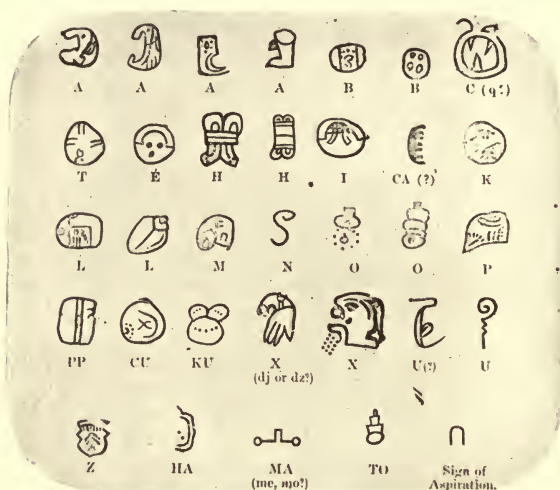 A A A A B B C (q?)
T É H H I CA (?) K
L L M N O O P
PP CU KU X X U(?) U
(dj or dz?)
Z HA MA TO Sign of
(me, mo?) Aspiration.